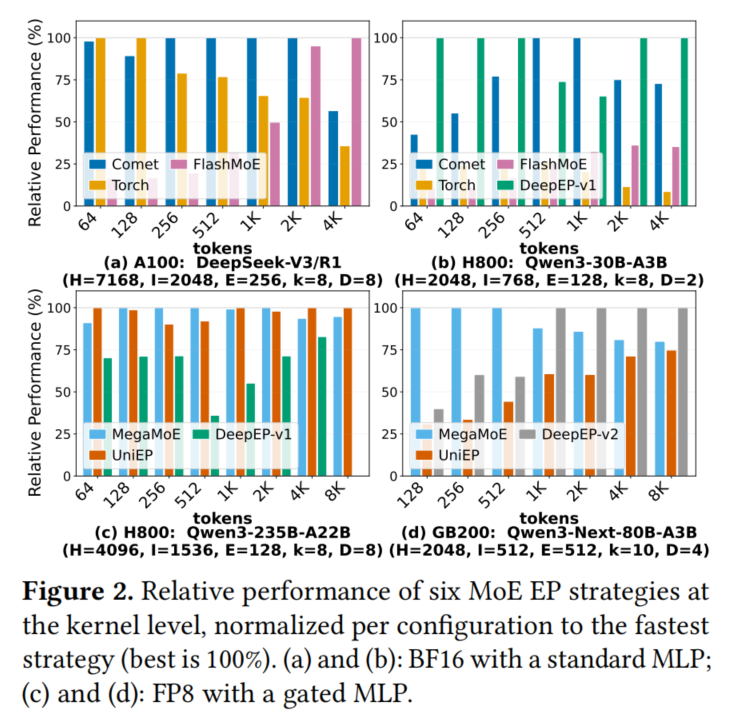 Relative Performance (%)
100
75
50
25
0
Comet
FlashMoE
Torch
64
128
256
512
1K
2K
4K
tokens
(a) A100: DeepSeek-V3/R1
(H=7168, I=2048, E=256, k=8, D=8)
100
75
50
25
0
Comet
FlashMoE
Torch
DeepEP-v1
64
128
256
512
1K
2K
4K
tokens
(b) H800: Qwen3-30B-A3B
(H=2048, I=768, E=128, k=8, D=2)
Relative Performance (%)
100
75
50
25
0
MegaMoE
DeepEP-v1
UniEP
64
128
256
512
1K
2K
4K
8K
tokens
(c) H800: Qwen3-235B-A22B
(H=4096, I=1536, E=128, k=8, D=8)
100
75
50
25
0
MegaMoE
DeepEP-v2
UniEP
128
256
512
1K
2K
4K
8K
tokens
(d) GB200: Qwen3-Next-80B-A3B
(H=2048, I=512, E=512, k=10, D=4)
Figure 2. Relative performance of six MoE EP strategies at
the kernel level, normalized per configuration to the fastest
strategy (best is 100%). (a) and (b): BF16 with a standard MLP;
(c) and (d): FP8 with a gated MLP.